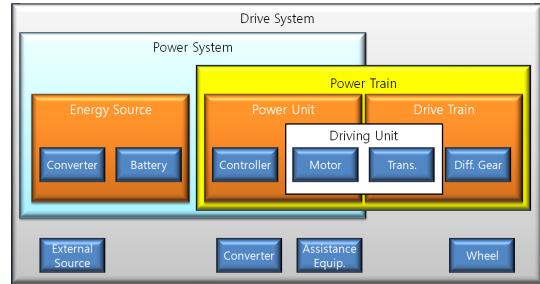 Drive System
Power System
Power Train
Energy Source
Power Unit
Drive Train
Driving Unit
Converter
Battery
Controller
Motor
Trans.
Diff. Gear
External
Source
Converter
Assistance
Equip.
Wheel